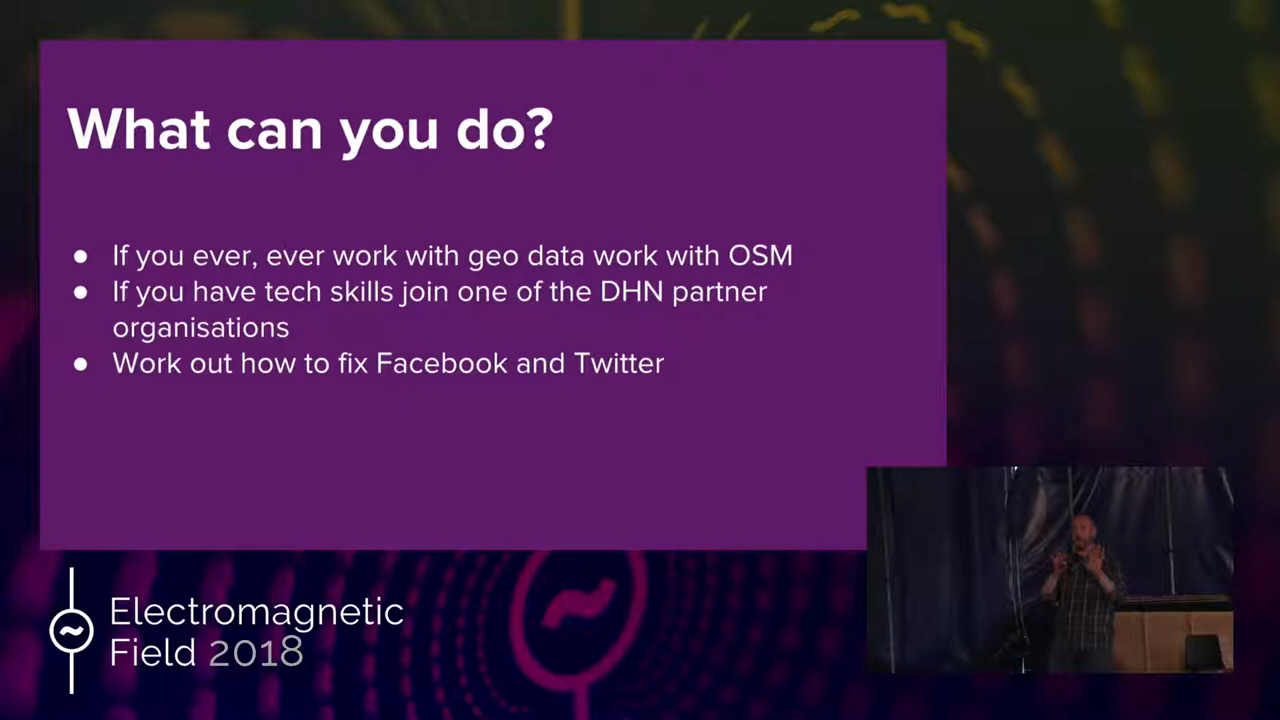 What can you do?
● If you ever, ever work with geo data work with OSM
● If you have tech skills join one of the DHN partner
organisations
● Work out how to fix Facebook and Twitter
Electromagnetic
Field 2018